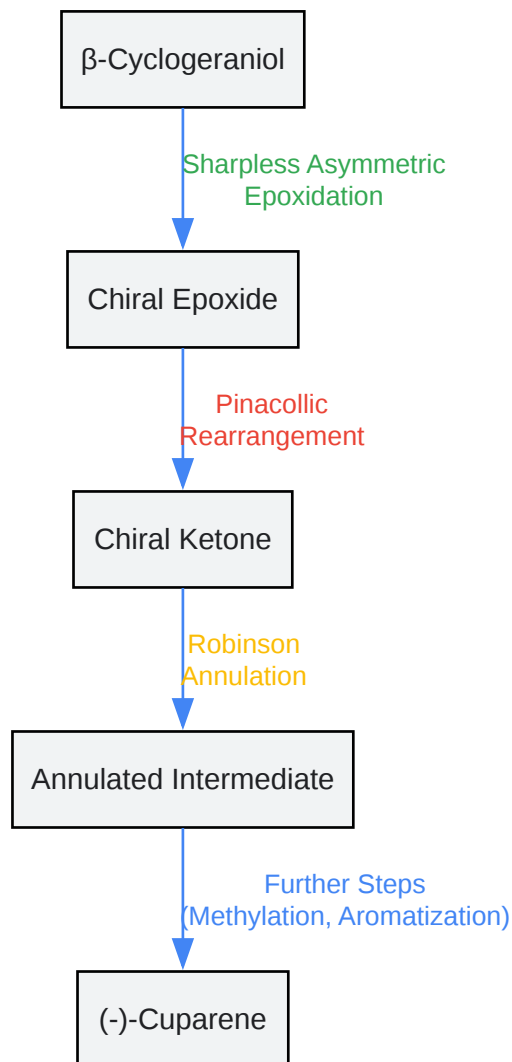 β-Cyclogeraniol
Sharpless Asymmetric
Epoxidation
Chiral Epoxide
Pinacollic
Rearrangement
Chiral Ketone
Robinson
Annulation
Annulated Intermediate
Further Steps
(Methylation, Aromatization)
(-)-Cuparene